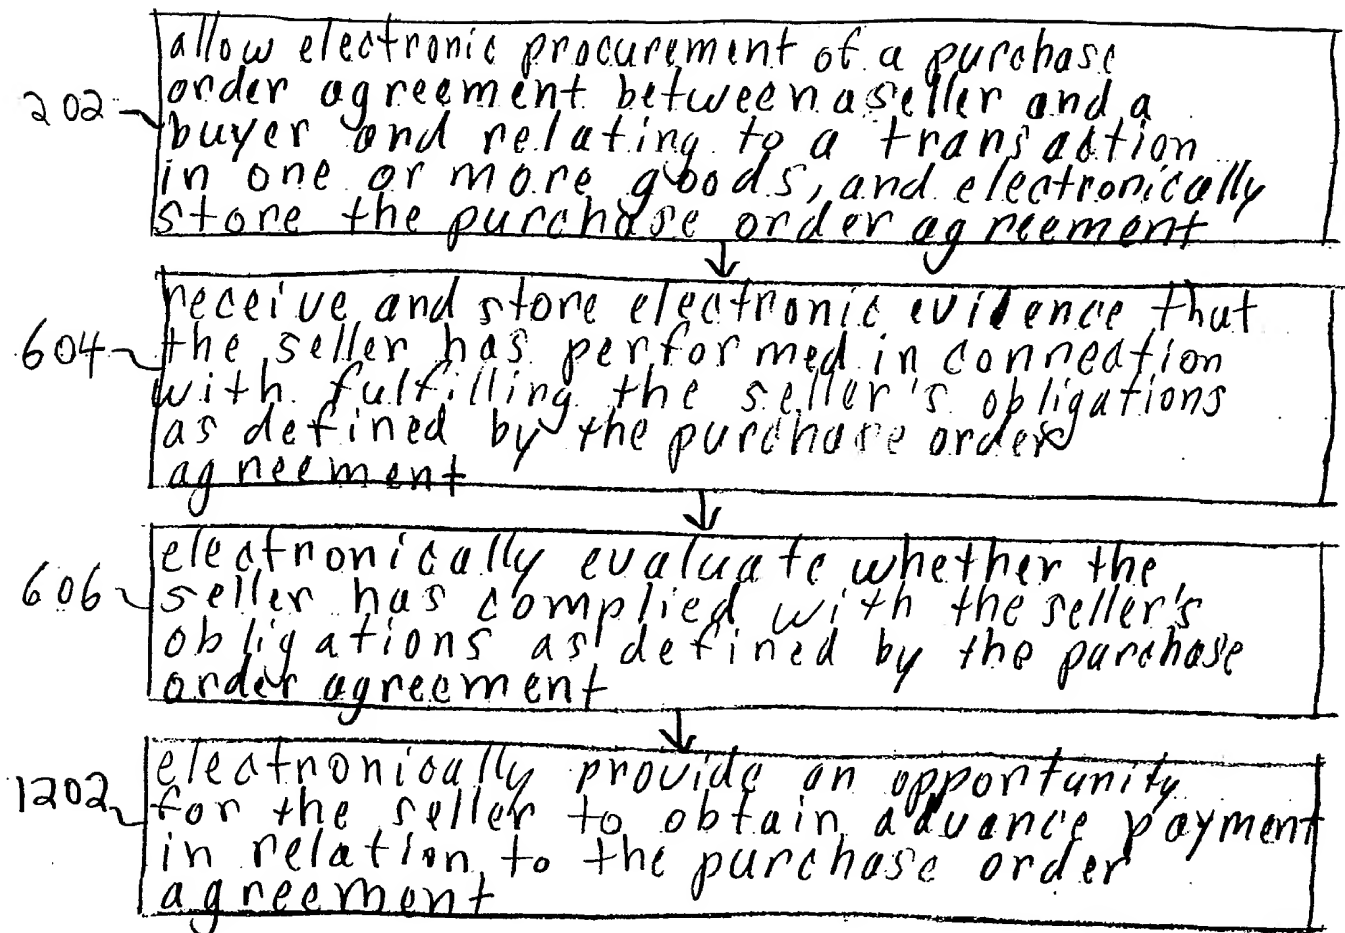 allow electronic procurement of a purchase
order agreement between a seller and a
202
buyer and relating to a transaction
in one or more goods, and electronically
store the purchase order agreement
receive and store electronic evidence that
604
the seller has performed in connection
with fulfilling the seller's obligations
as defined by the purchase order
agreement
electronically evaluate whether the
606
seller has complied with the seller's
obligations as defined by the purchase
order agreement
electronically provide an opportunity
1202
for the seller to obtain advance payment
in relation to the purchase order
agreement